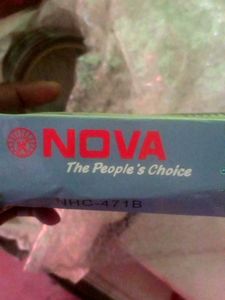 NOVA
The People's Choice
NHC-471B